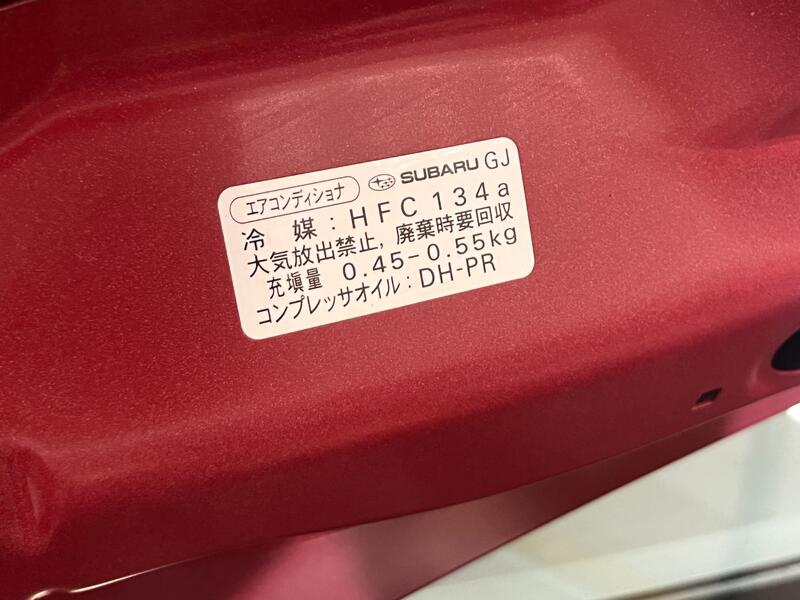 エアコンディショナ SUBARU GJ
冷 媒:HFC134a
大気放出禁止,廃棄時要回収
充塡量 0.45-0.55kg
コンプレッサオイル:DH-PR